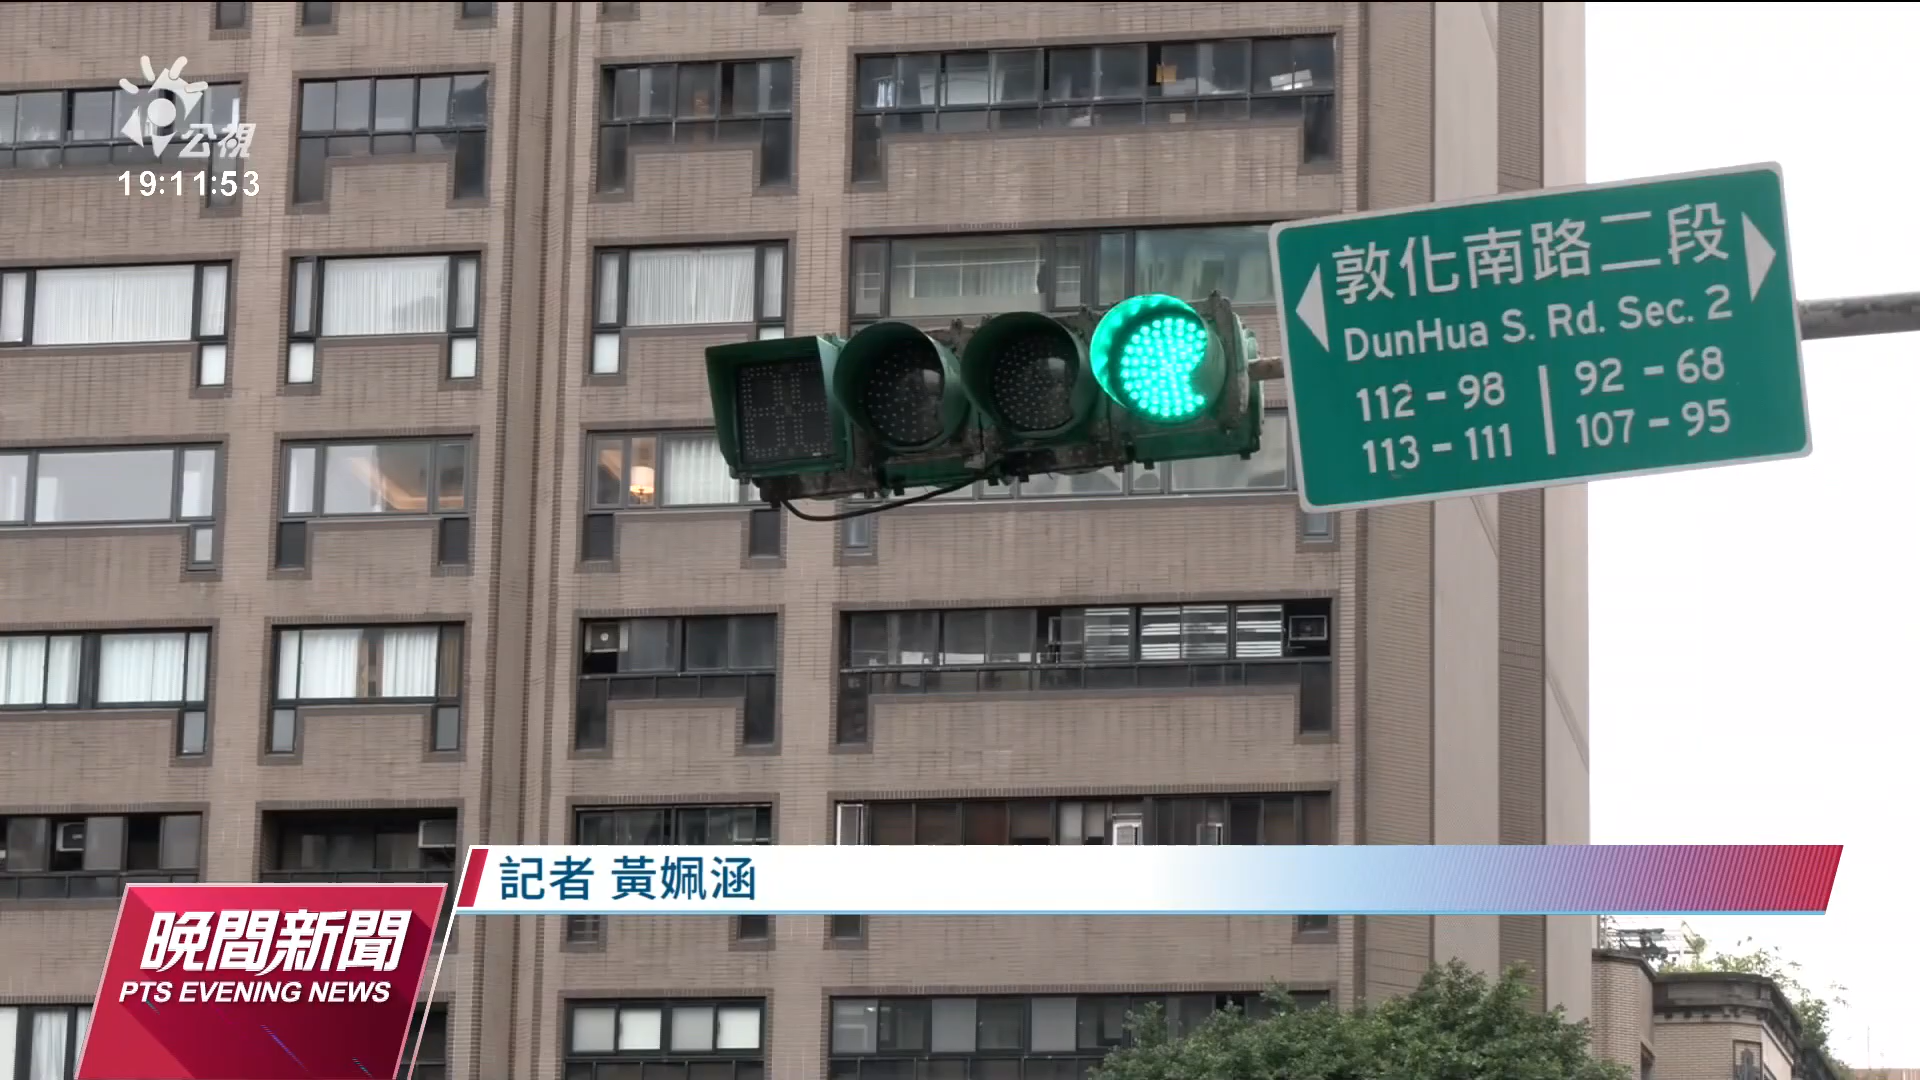 公視
19:11:53
敦化南路二段
DunHua S. Rd. Sec. 2
112-98 92-68
113-111 107-95
記者 黃姵涵
晚間新聞
PTS EVENING NEWS